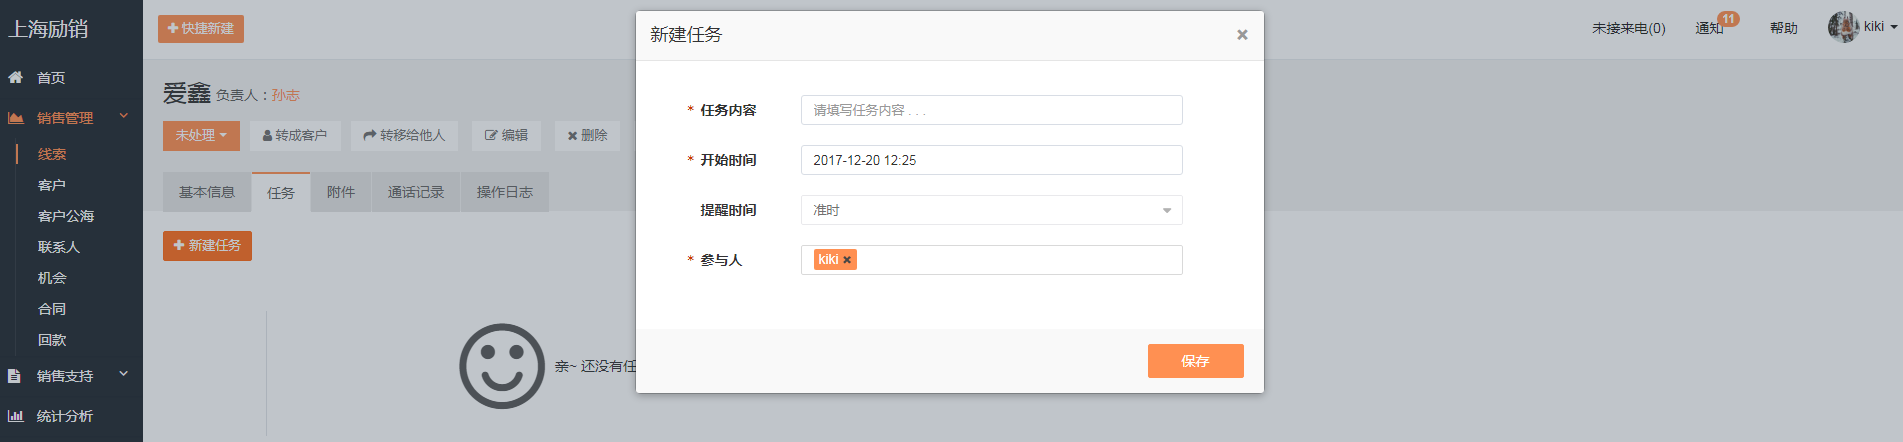 上海励销
快捷新建
未接来电(0)
通知 11
帮助
kiki
首页
销售管理
线索
客户
客户公海
联系人
机会
合同
回款
销售支持
统计分析
爱鑫 负责人：孙志
未处理 转成客户 转移给他人 编辑 删除
基本信息 任务 附件 通话记录 操作日志
新建任务
亲~ 还没有任
新建任务 ×
* 任务内容 请填写任务内容 . . .
* 开始时间 2017-12-20 12:25
提醒时间 准时
* 参与人 kiki ×
保存